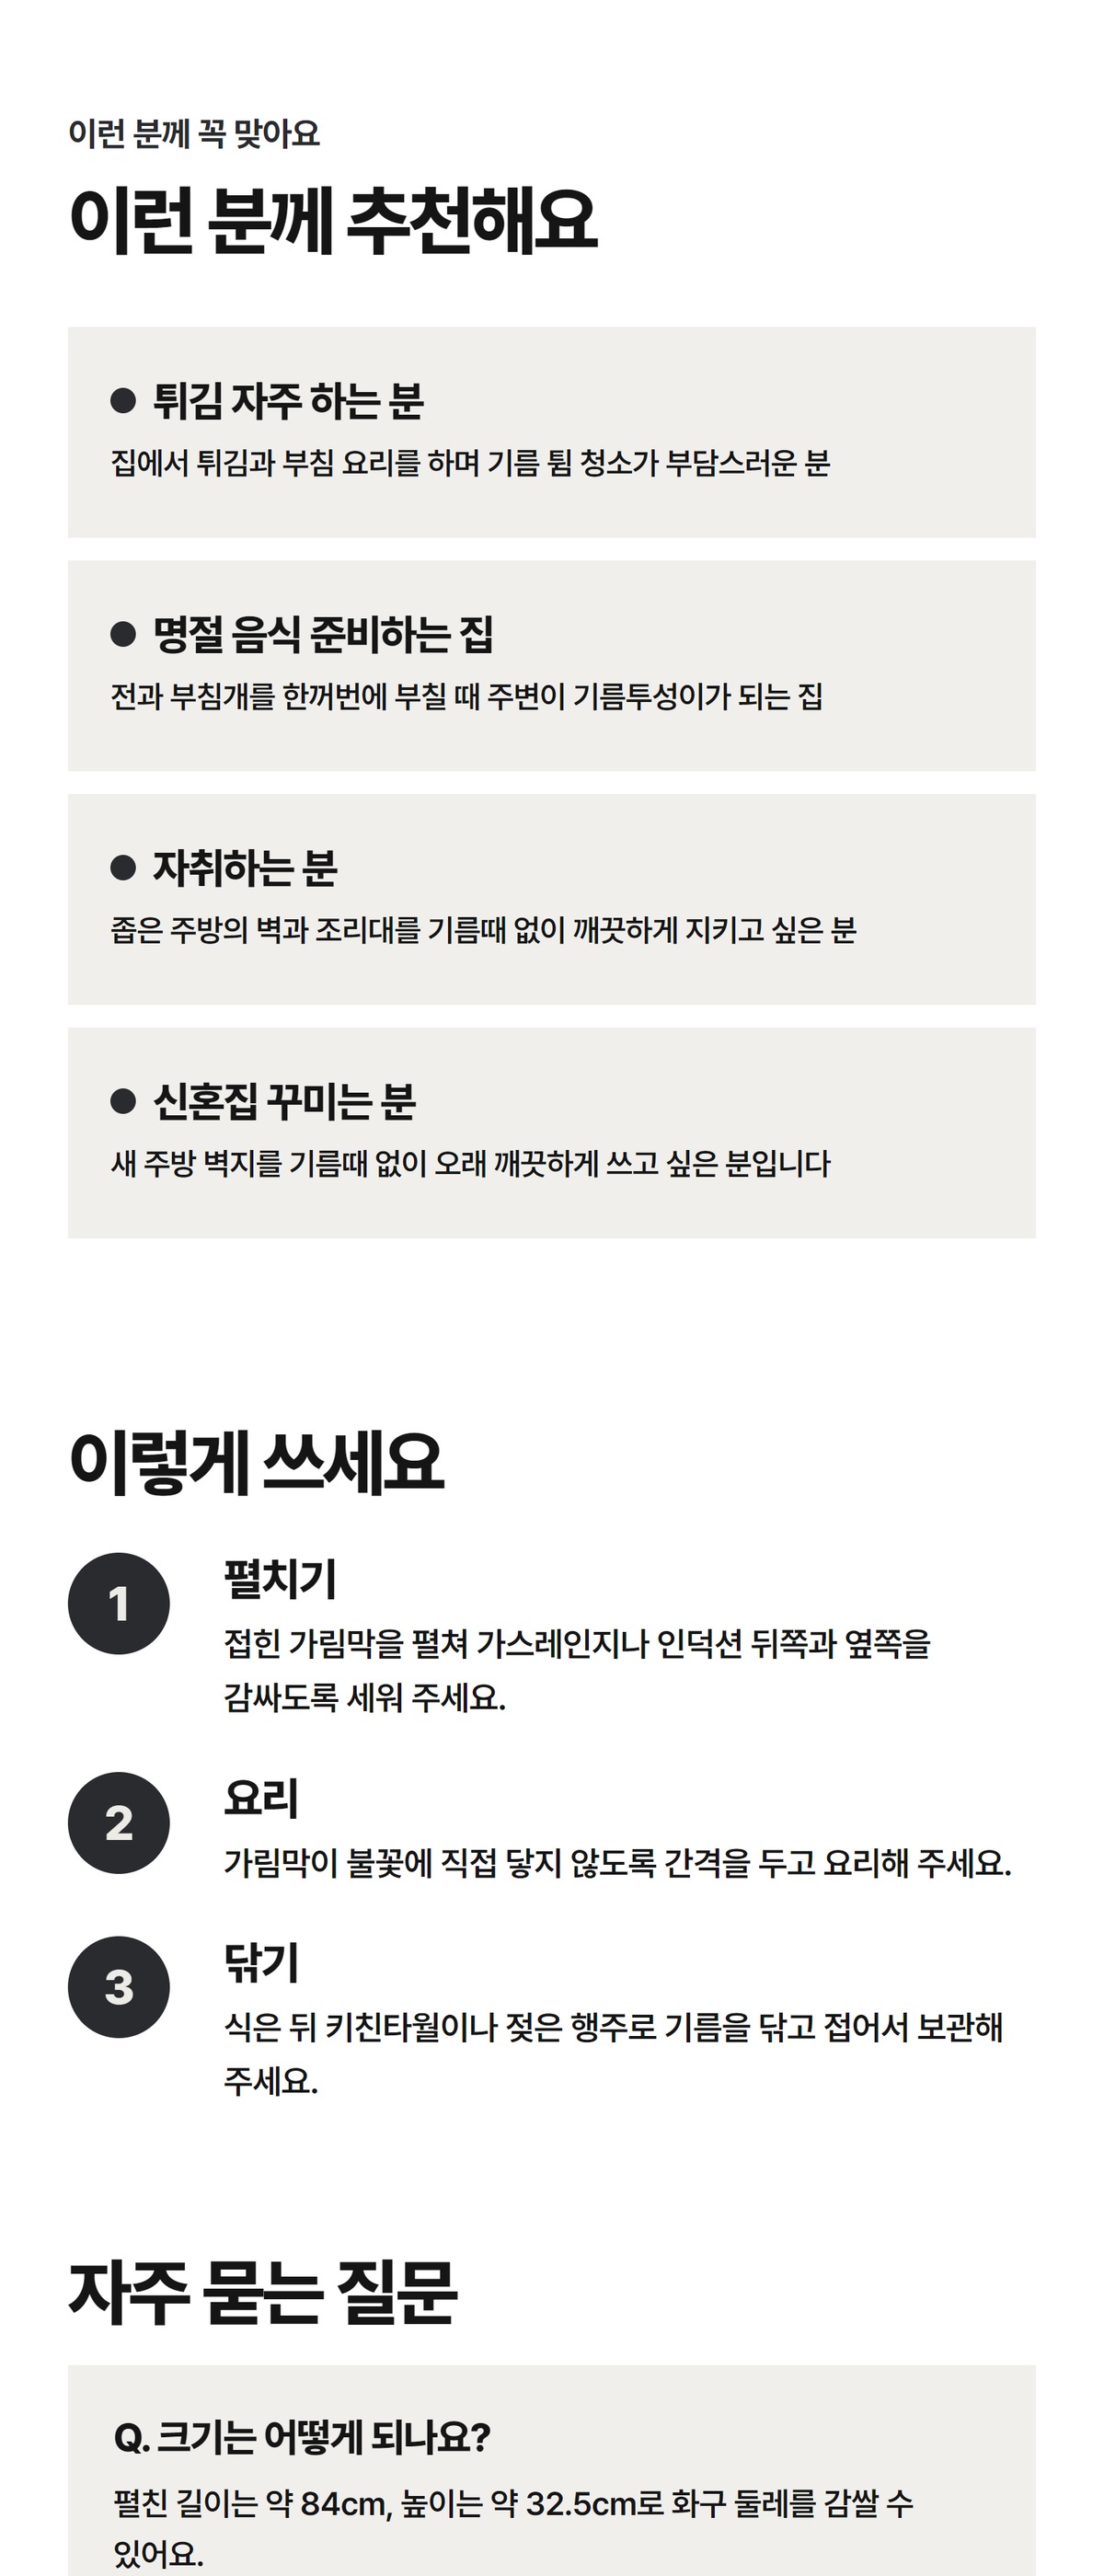 이런 분께 꼭 맞아요
이런 분께 추천해요
튀김 자주 하는 분
집에서 튀김과 부침 요리를 하며 기름 튐 청소가 부담스러운 분
명절 음식 준비하는 집
전과 부침개를 한꺼번에 부칠 때 주변이 기름투성이가 되는 집
자취하는 분
좁은 주방의 벽과 조리대를 기름때 없이 깨끗하게 지키고 싶은 분
신혼집 꾸미는 분
새 주방 벽지를 기름때 없이 오래 깨끗하게 쓰고 싶은 분입니다
이렇게 쓰세요
1 펼치기
접힌 가림막을 펼쳐 가스레인지나 인덕션 뒤쪽과 옆쪽을
감싸도록 세워 주세요.
2 요리
가림막이 불꽃에 직접 닿지 않도록 간격을 두고 요리해 주세요.
3 닦기
식은 뒤 키친타월이나 젖은 행주로 기름을 닦고 접어서 보관해
주세요.
자주 묻는 질문
Q. 크기는 어떻게 되나요?
펼친 길이는 약 84cm, 높이는 약 32.5cm로 화구 둘레를 감쌀 수
있어요.